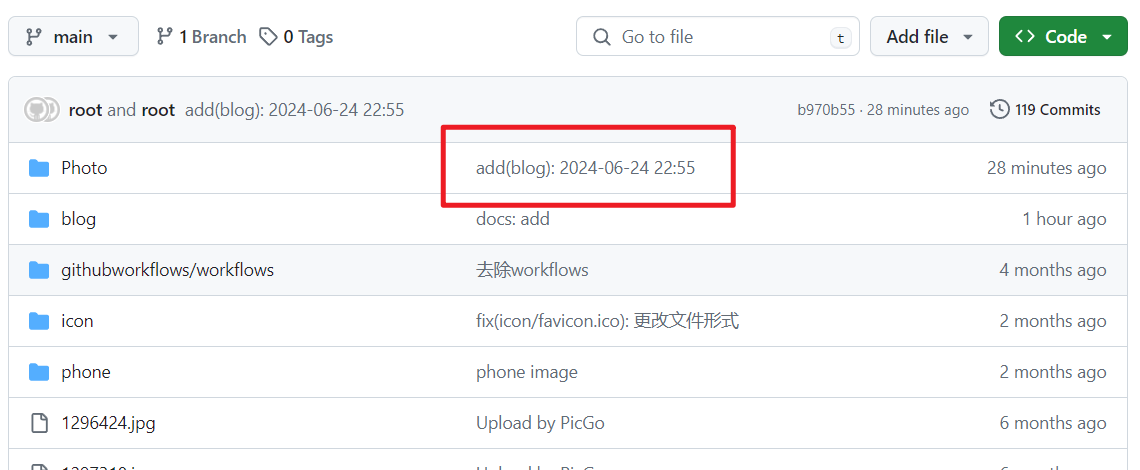 main 1 Branch 0 Tags Go to file t Add file Code
root and root add(blog): 2024-06-24 22:55 b970b55 · 28 minutes ago 119 Commits
Photo add(blog): 2024-06-24 22:55 28 minutes ago
blog docs: add 1 hour ago
githubworkflows/workflows 去除workflows 4 months ago
icon fix(icon/favicon.ico): 更改文件形式 2 months ago
phone phone image 2 months ago
1296424.jpg Upload by PicGo 6 months ago